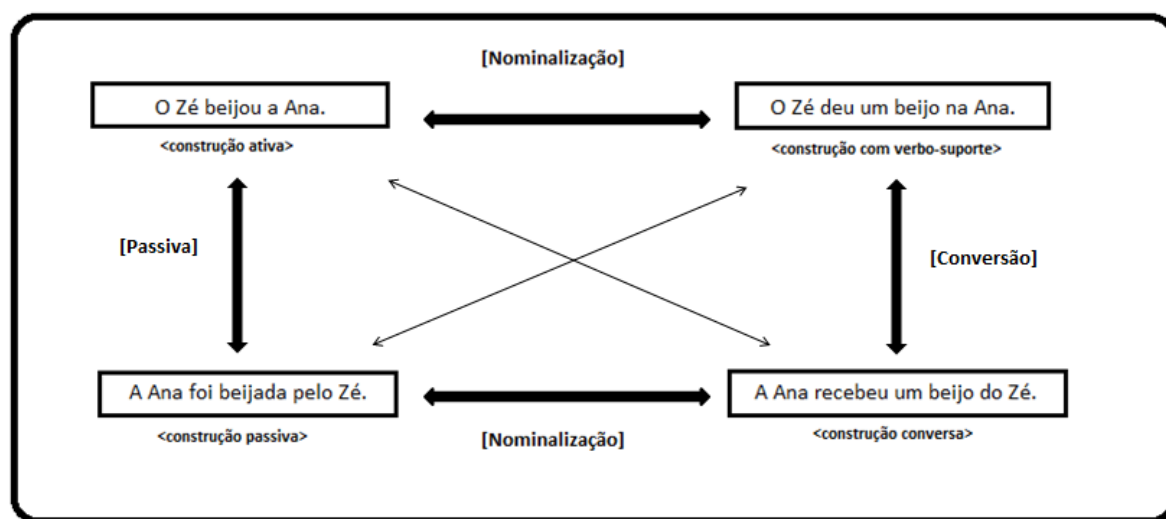 [Nominalização]
O Zé beijou a Ana.
O Zé deu um beijo na Ana.
<construção ativa>
<construção com verbo-suporte>
[Passiva]
[Conversão]
A Ana foi beijada pelo Zé.
A Ana recebeu um beijo do Zé.
<construção passiva>
<construção conversa>
[Nominalização]